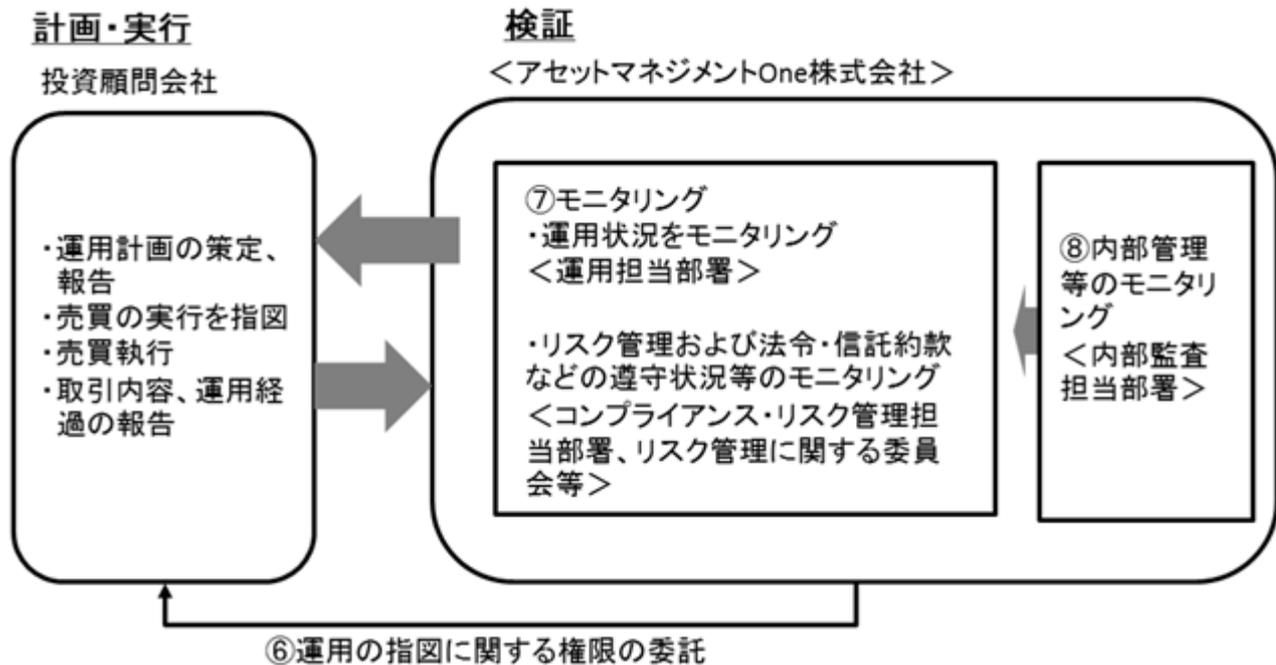 計画・実行
投資顧問会社
・運用計画の策定、
報告
・売買の実行を指図
・売買執行
・取引内容、運用経
過の報告
検証
＜アセットマネジメントOne株式会社＞
⑦モニタリング
・運用状況をモニタリング
＜運用担当部署＞
・リスク管理および法令・信託約款
などの遵守状況等のモニタリング
＜コンプライアンス・リスク管理担
当部署、リスク管理に関する委員
会等＞
⑧内部管理
等のモニタリ
ング
＜内部監査
担当部署＞
⑥運用の指図に関する権限の委託